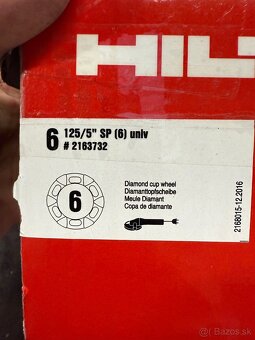 HIL
6 125/5" SP (6) univ
# 2163732
6
Diamond cup wheel
Diamanttopfscheibe
Meule Diamant
Copa de diamante
2168015-12.2016
bazar.sk